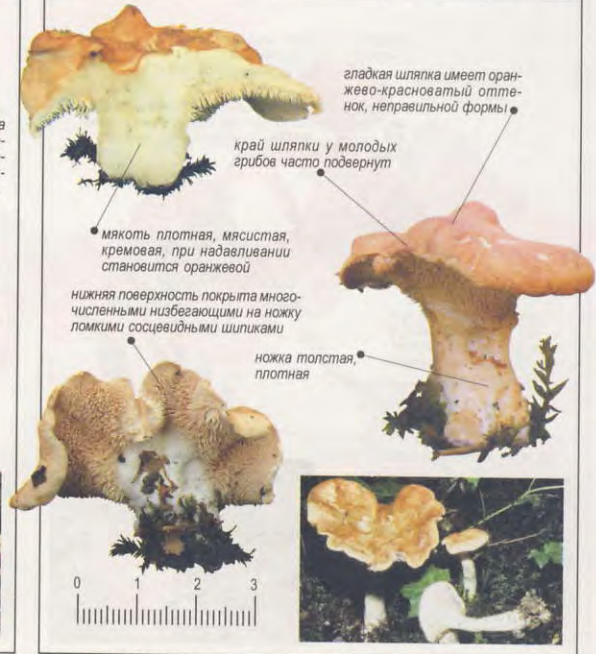 гладкая шляпка имеет оран-
жево-красноватый отте-
нок, неправильной формы
край шляпки у молодых
грибов часто подвернут
мякоть плотная, мясистая,
кремовая, при надавливании
становится оранжевой
нижняя поверхность покрыта много-
численными низбегающими на ножку
ломкими сосцевидными шипиками
ножка толстая,
плотная
0 1 2 3